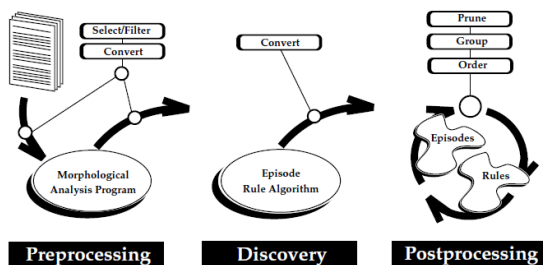 Select/Filter
Convert
Morphological
Analysis Program
Preprocessing
Convert
Episode
Rule Algorithm
Discovery
Prune
Group
Order
Episodes
Rules
Postprocessing